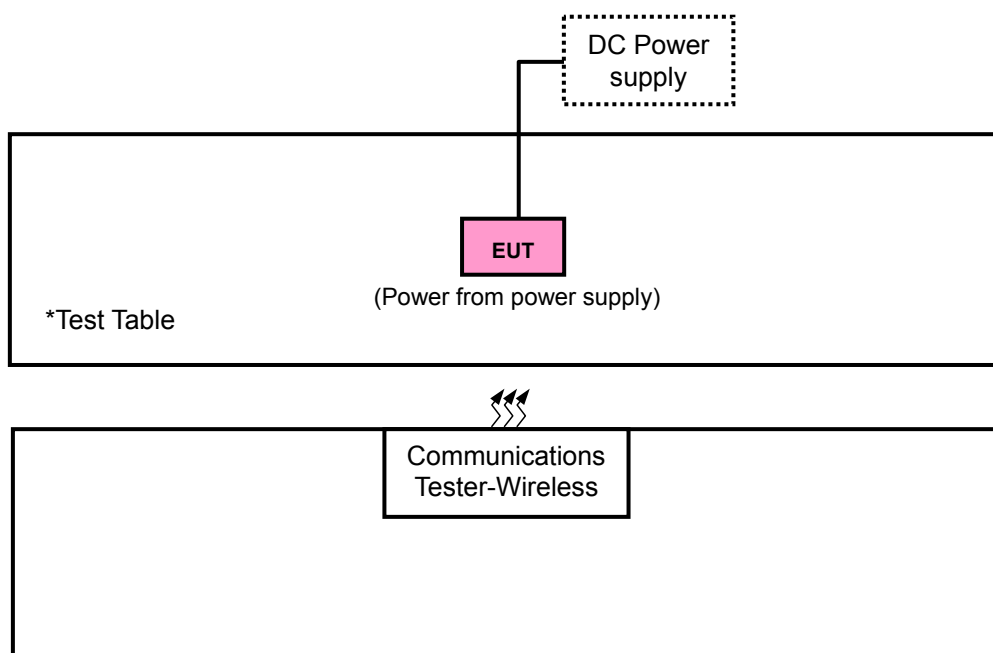 DC Power
supply
EUT
(Power from power supply)
*Test Table
Communications
Tester-Wireless